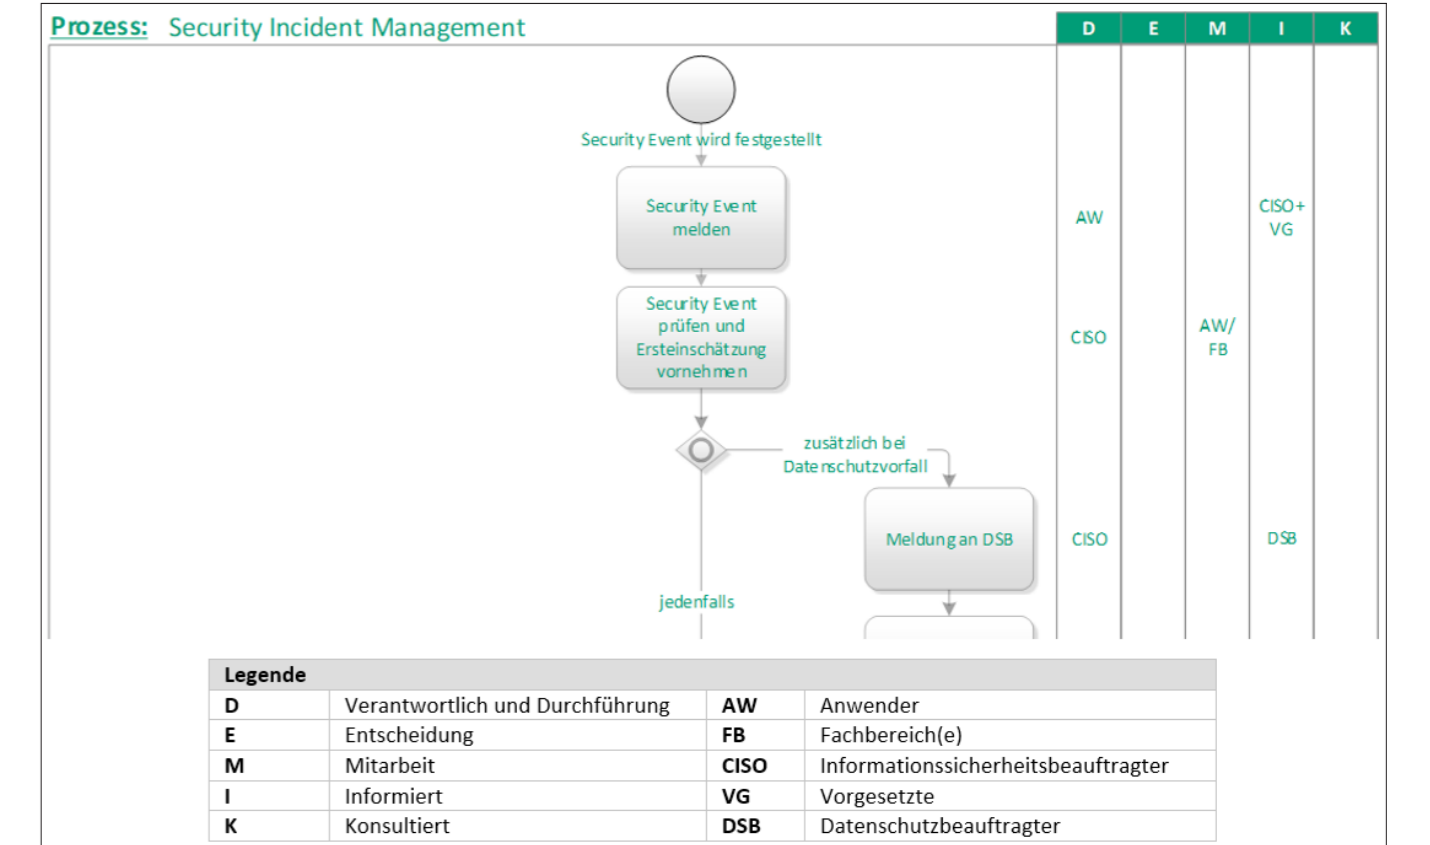 Prozess: Security Incident Management
D E M I K
Security Event wird festgestellt
Security Event
melden
AW
CISO+
VG
Security Event
prüfen und
Ersteinschätzung
vornehmen
CISO
AW/
FB
zusätzlich bei
Datenschutzvorfall
Meldung an DSB
CISO
DSB
jedenfalls
Legende
D Verantwortlich und Durchführung AW Anwender
E Entscheidung FB Fachbereich(e)
M Mitarbeit CISO Informationssicherheitsbeauftragter
I Informiert VG Vorgesetzte
K Konsultiert DSB Datenschutzbeauftragter